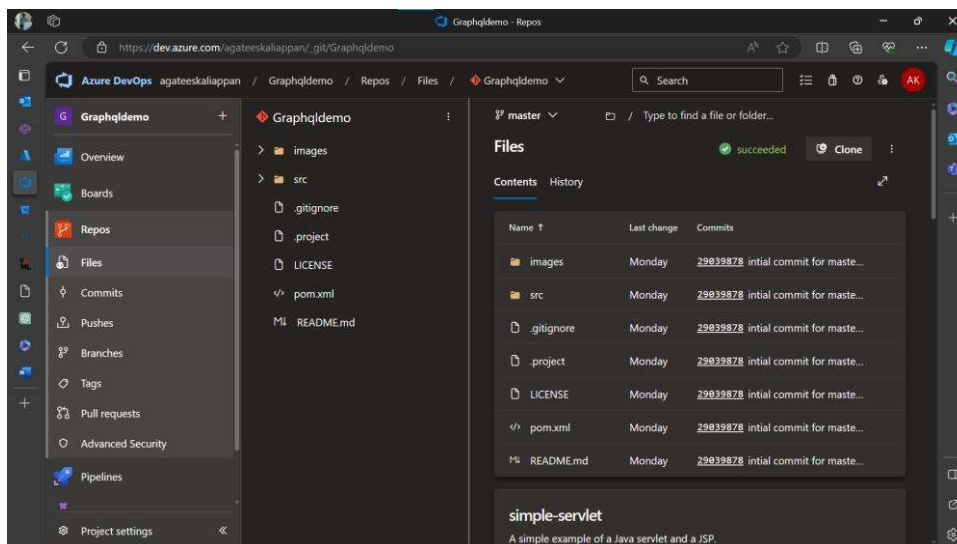 Graphqldemo - Repos
https://dev.azure.com/agateeskaliappan/_git/Graphqldemo
Azure DevOps agateeskaliappan / Graphqldemo / Repos / Files / Graphqldemo
Search
AK
G Graphqldemo +
Overview
Boards
Repos
Files
Commits
Pushes
Branches
Tags
Pull requests
Advanced Security
Pipelines
Project settings
Graphqldemo
images
src
.gitignore
.project
LICENSE
pom.xml
README.md
master
/ Type to find a file or folder...
Files
succeeded
Clone
Contents History
Name ↑ Last change Commits
images Monday 29039878 intial commit for maste...
src Monday 29039878 intial commit for maste...
.gitignore Monday 29039878 intial commit for maste...
.project Monday 29039878 intial commit for maste...
LICENSE Monday 29039878 intial commit for maste...
pom.xml Monday 29039878 intial commit for maste...
README.md Monday 29039878 intial commit for maste...
simple-servlet
A simple example of a Java servlet and a JSP.